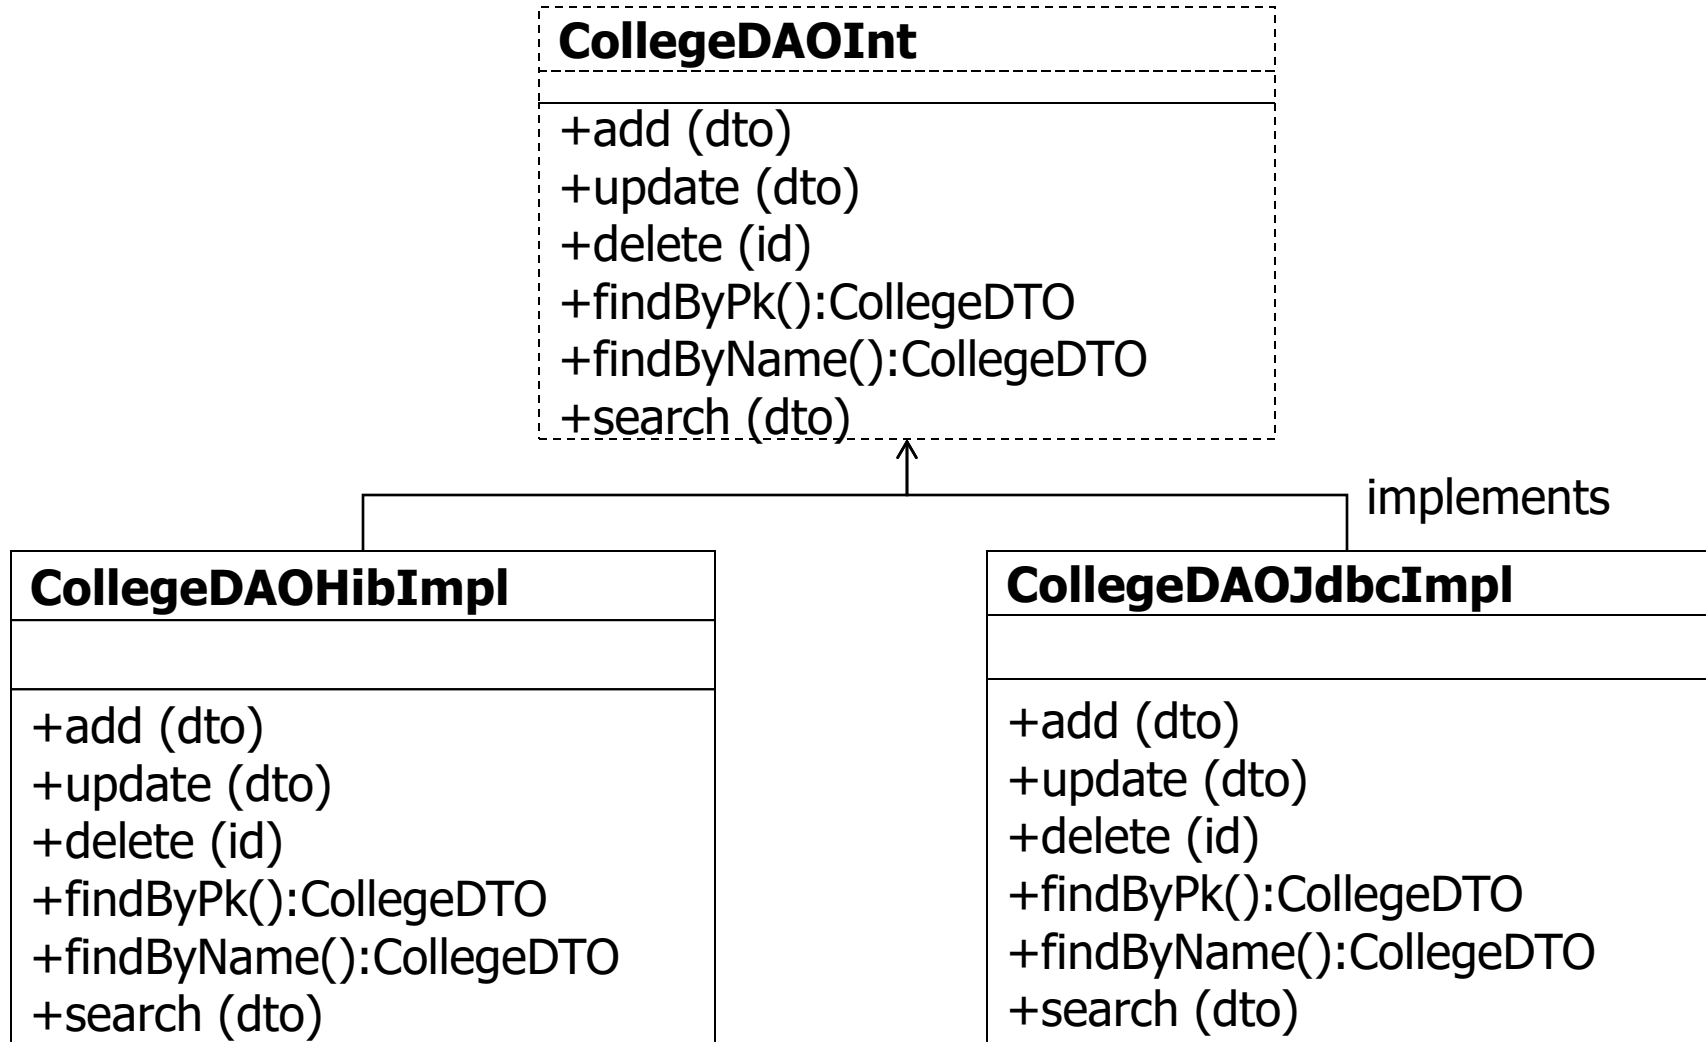 CollegeDAOInt
+add (dto)
+update (dto)
+delete (id)
+findByPk():CollegeDTO
+findByName():CollegeDTO
+search (dto)
implements
CollegeDAOHibImpl
+add (dto)
+update (dto)
+delete (id)
+findByPk():CollegeDTO
+findByName():CollegeDTO
+search (dto)
CollegeDAOJdbcImpl
+add (dto)
+update (dto)
+delete (id)
+findByPk():CollegeDTO
+findByName():CollegeDTO
+search (dto)